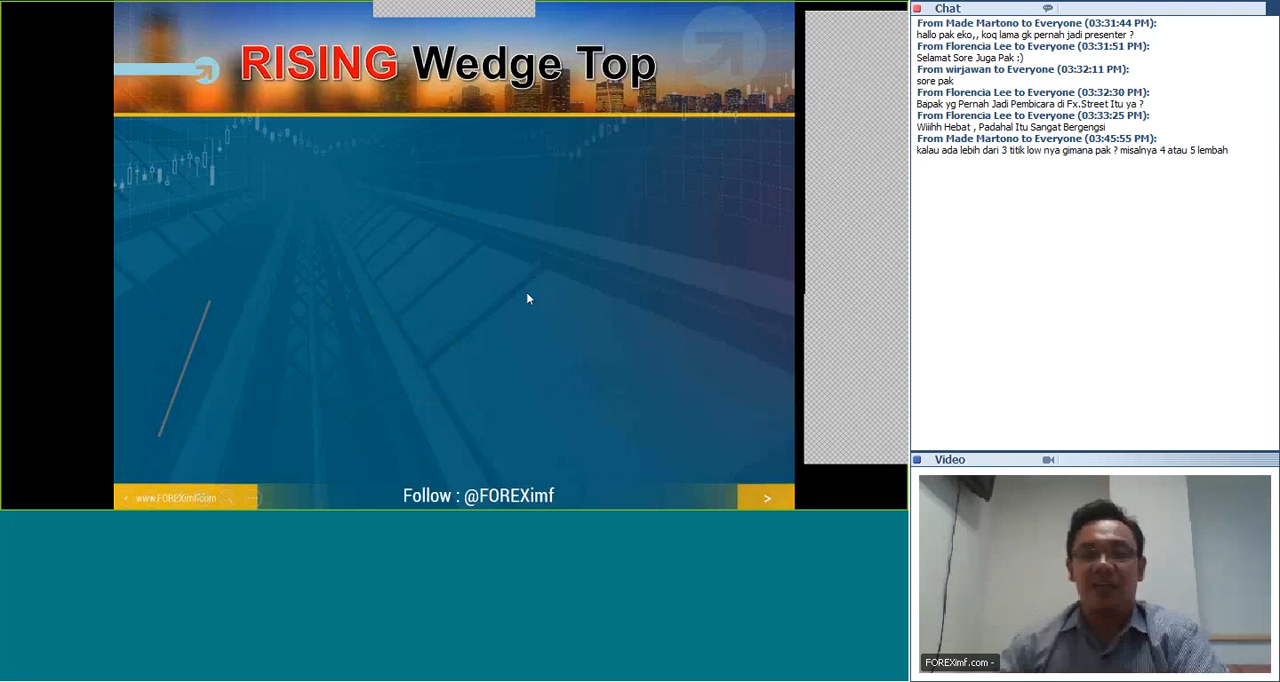 RISING Wedge Top
www.FOREXimf.com
Follow : @FOREXimf
>
Chat
From Made Martono to Everyone (03:31:44 PM):
hallo pak eko,, koq lama gk pernah jadi presenter ?
From Florencia Lee to Everyone (03:31:51 PM):
Selamat Sore Juga Pak :)
From wirjawan to Everyone (03:32:11 PM):
sore pak
From Florencia Lee to Everyone (03:32:30 PM):
Bapak yg Pernah Jadi Pembicara di Fx.Street Itu ya ?
From Florencia Lee to Everyone (03:33:25 PM):
Wiiihh Hebat , Padahal Itu Sangat Bergengsi
From Made Martono to Everyone (03:45:55 PM):
kalau ada lebih dari 3 titik low nya gimana pak ? misalnya 4 atau 5 lembah
Video
FOREXimf.com -